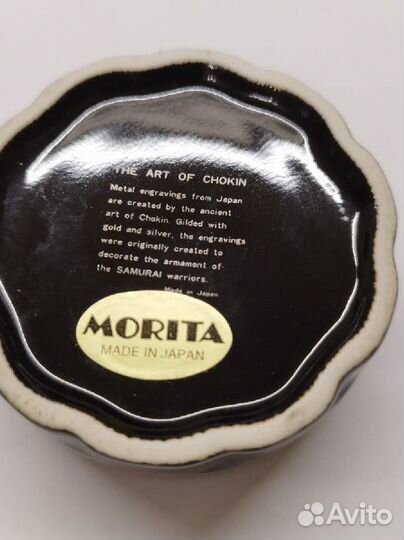 THE ART OF CHOKIN
Metal engravings from Japan
are created by the ancient
art of Chokin. Gilded with
gold and silver, the engravings
were originally created to
decorate the armament of
the SAMURAI warriors.
Made in Japan
MORITA
MADE IN JAPAN
Avito